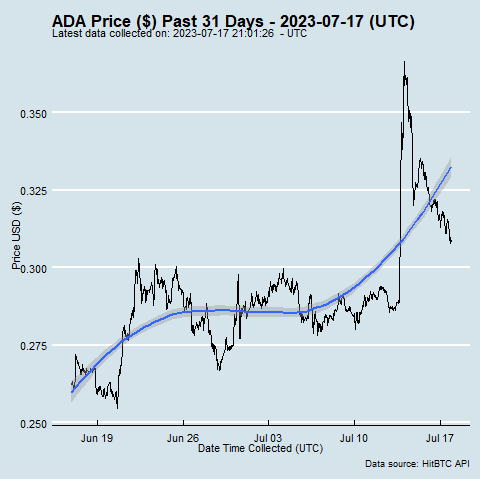 ADA Price ($) Past 31 Days - 2023-07-17 (UTC)
Latest data collected on: 2023-07-17 21:01:26  - UTC
0.350
0.325
0.300
0.275
0.250
Price USD ($)
Jun 19
Jun 26
Jul 03
Jul 10
Jul 17
Date Time Collected (UTC)
Data source: HitBTC API